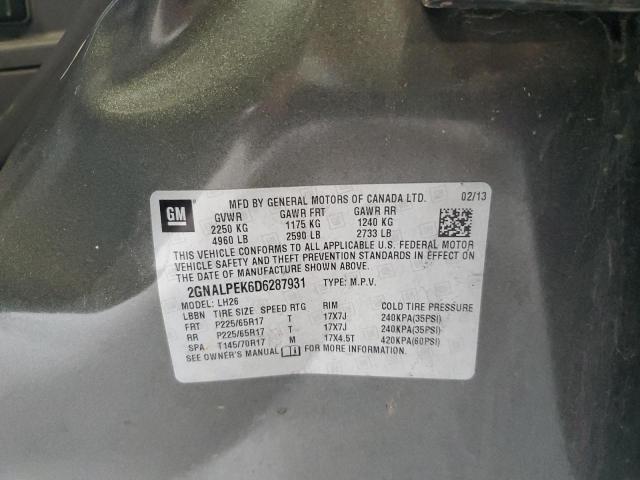 GM
MFD BY GENERAL MOTORS OF CANADA LTD. 02/13
GVWR GAWR FRT GAWR RR
2250 KG 1175 KG 1240 KG
4960 LB 2590 LB 2733 LB
THIS VEHICLE CONFORMS TO ALL APPLICABLE U.S. FEDERAL MOTOR
VEHICLE SAFETY AND THEFT PREVENTION STANDARDS IN EFFECT ON
THE DATE OF MANUFACTURE SHOWN ABOVE.
2GNALPEK6D6287931 TYPE: M.P.V.
MODEL: LH26
LBBN TIRE SIZE SPEED RTG RIM COLD TIRE PRESSURE
FRT P225/65R17 T 17X7J 240KPA(35PSI)
RR P225/65R17 T 17X7J 240KPA(35PSI)
SPA T145/70R17 M 17X4.5T 420KPA(60PSI)
SEE OWNER'S MANUAL FOR MORE INFORMATION.